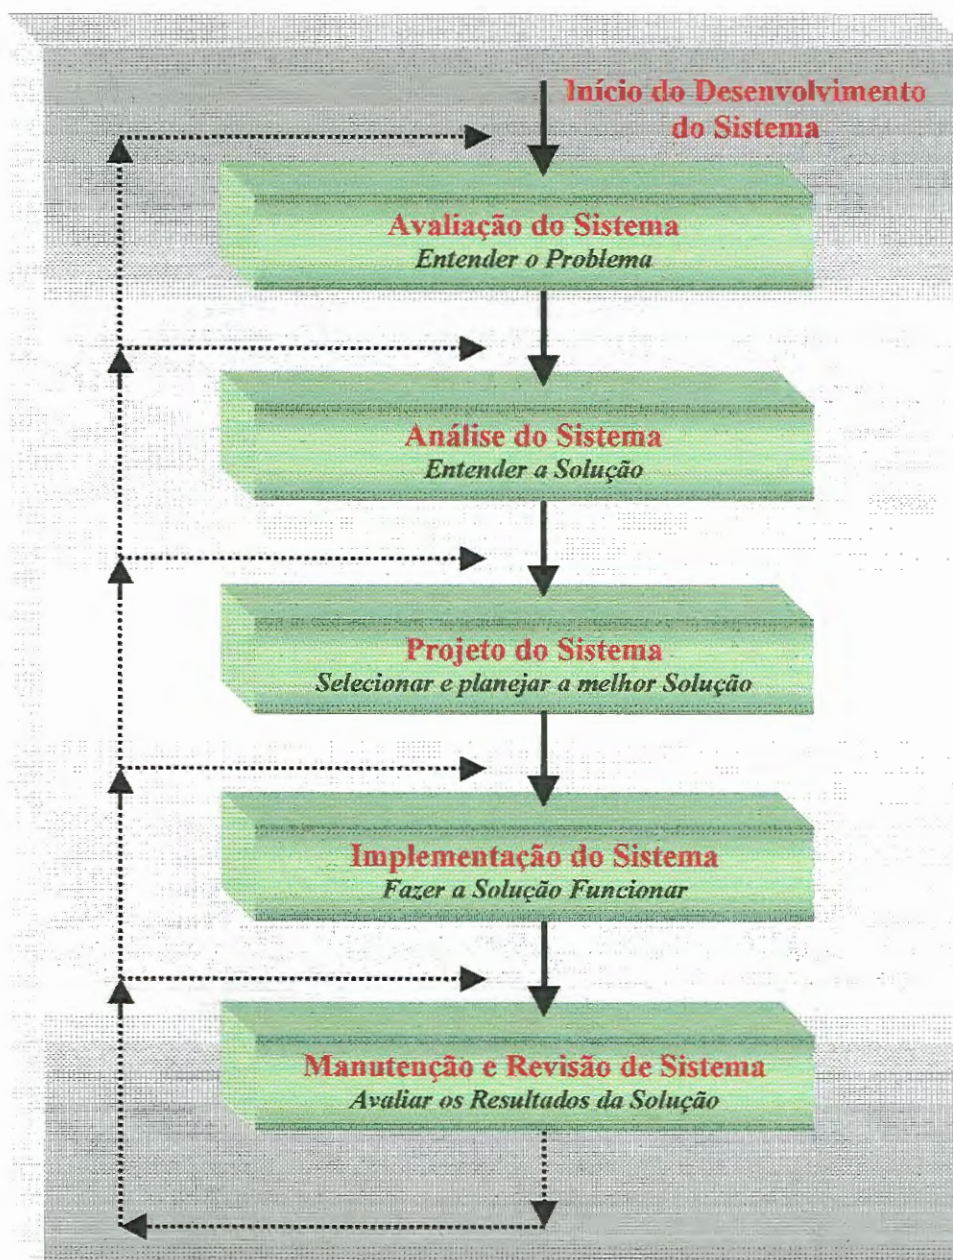 Início do Desenvolvimento
do Sistema
Avaliação do Sistema
Entender o Problema
Análise do Sistema
Entender a Solução
Projeto do Sistema
Selecionar e planejar a melhor Solução
Implementação do Sistema
Fazer a Solução Funcionar
Manutenção e Revisão de Sistema
Avaliar os Resultados da Solução